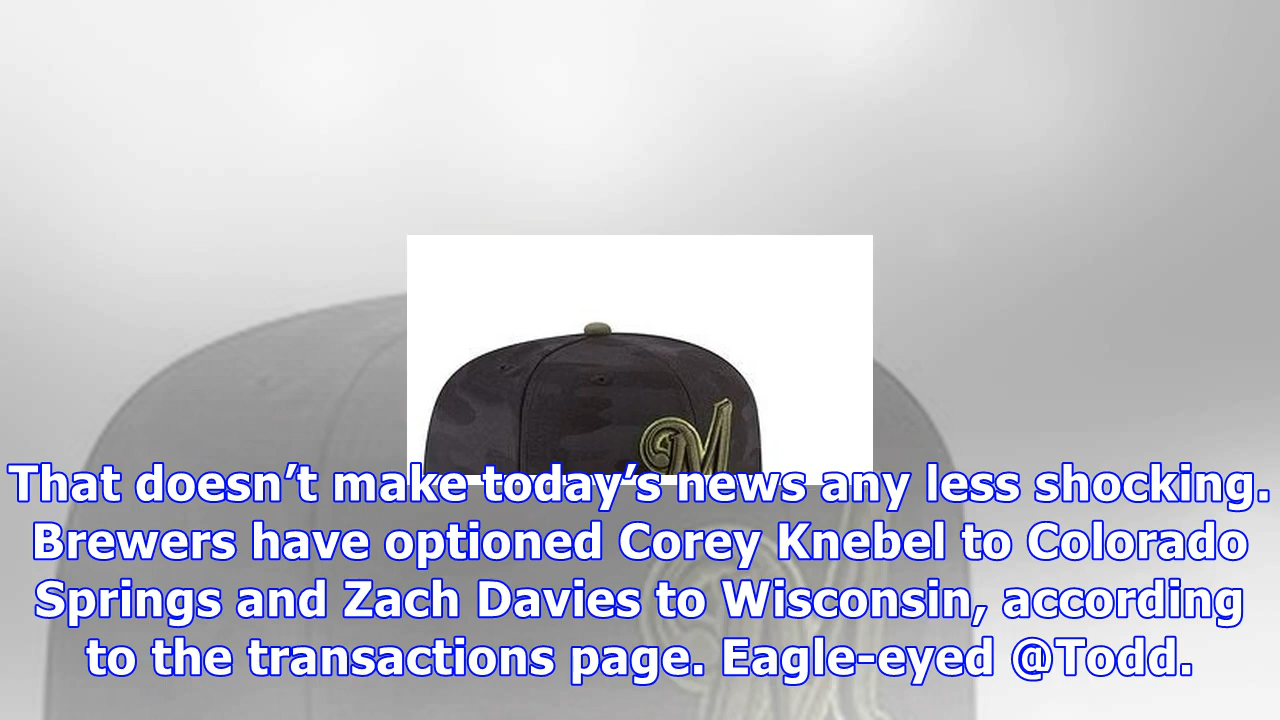 That doesn’t make today’s news any less shocking.
Brewers have optioned Corey Knebel to Colorado
Springs and Zach Davies to Wisconsin, according
to the transactions page. Eagle-eyed @Todd.
M